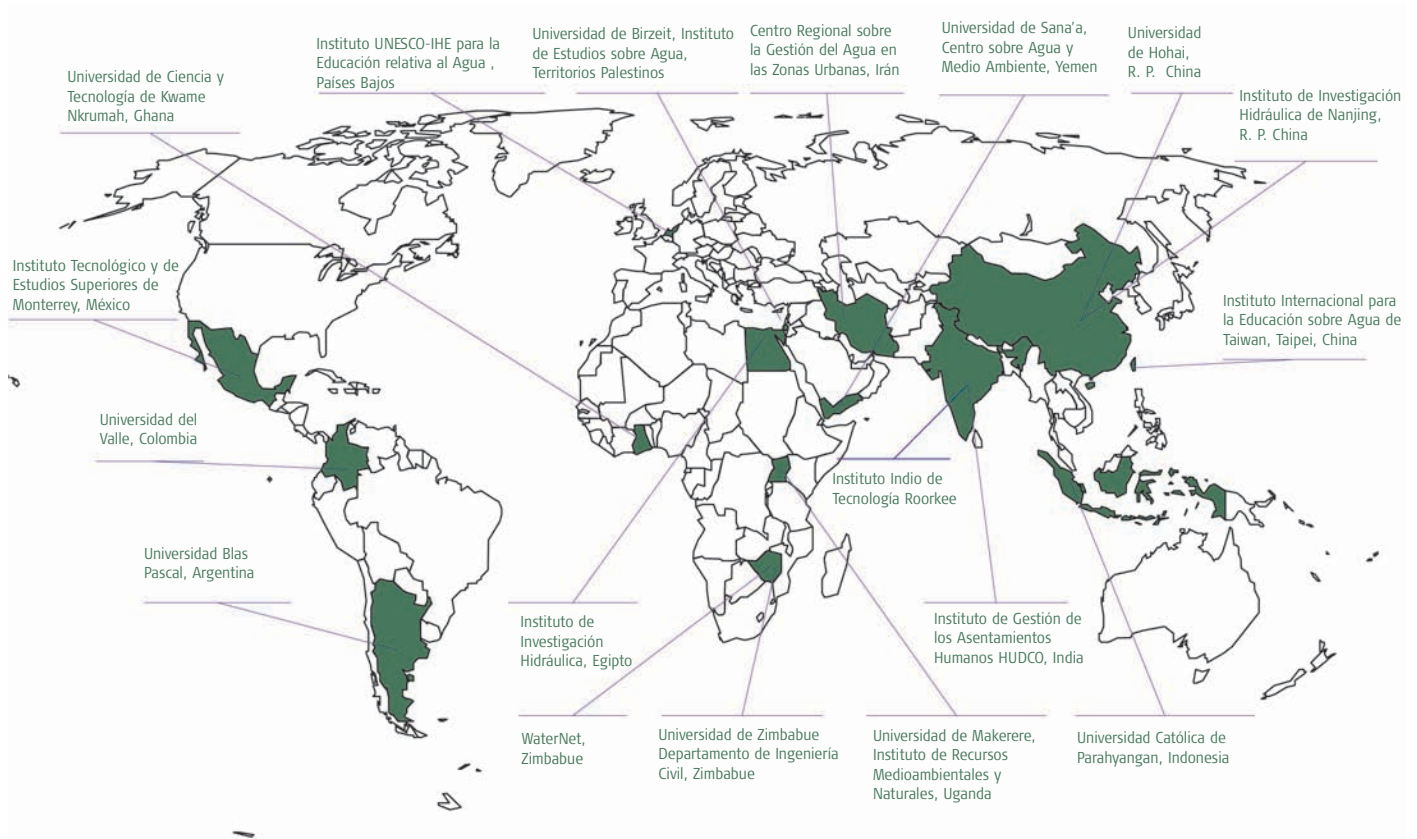 Universidad de Ciencia y
Tecnología de Kwame
Nkrumah, Ghana
Instituto UNESCO-IHE para la
Educación relativa al Agua ,
Países Bajos
Universidad de Birzeit, Instituto
de Estudios sobre Agua,
Territorios Palestinos
Centro Regional sobre
la Gestión del Agua en
las Zonas Urbanas, Irán
Universidad de Sana'a,
Centro sobre Agua y
Medio Ambiente, Yemen
Universidad
de Hohai,
R. P. China
Instituto de Investigación
Hidráulica de Nanjing,
R. P. China
Instituto Tecnológico y de
Estudios Superiores de
Monterrey, México
Instituto Internacional para
la Educación sobre Agua de
Taiwan, Taipei, China
Universidad del
Valle, Colombia
Instituto Indio de
Tecnología Roorkee
Universidad Blas
Pascal, Argentina
Instituto de
Investigación
Hidráulica, Egipto
Instituto de Gestión de
los Asentamientos
Humanos HUDCO, India
WaterNet,
Zimbabue
Universidad de Zimbabue
Departamento de Ingeniería
Civil, Zimbabue
Universidad de Makerere,
Instituto de Recursos
Medioambientales y
Naturales, Uganda
Universidad Católica de
Parahyangan, Indonesia